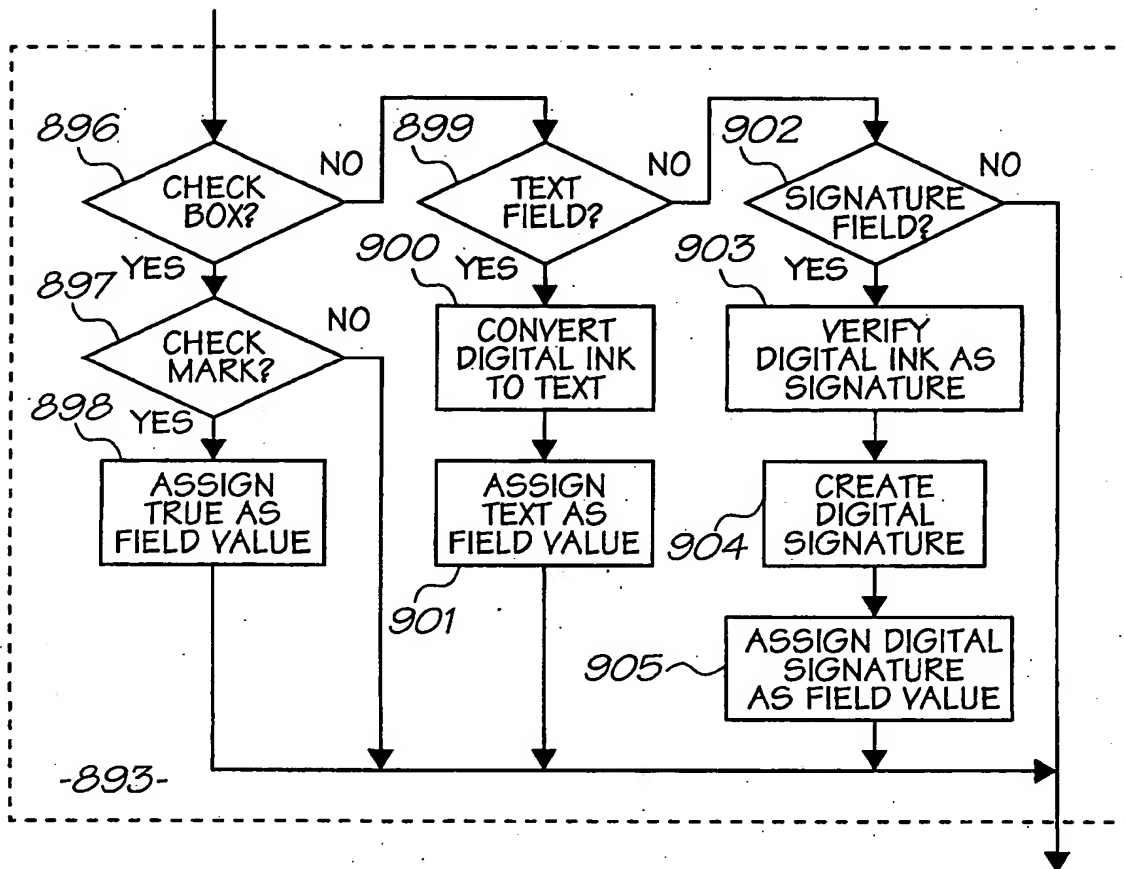 896
CHECK
BOX?
NO
YES
897
CHECK
MARK?
NO
YES
898
ASSIGN
TRUE AS
FIELD VALUE
899
TEXT
FIELD?
NO
YES
900
CONVERT
DIGITAL INK
TO TEXT
ASSIGN
TEXT AS
FIELD VALUE
901
902
SIGNATURE
FIELD?
NO
YES
903
VERIFY
DIGITAL INK AS
SIGNATURE
CREATE
DIGITAL
SIGNATURE
904
ASSIGN DIGITAL
SIGNATURE
AS FIELD VALUE
905
-893-